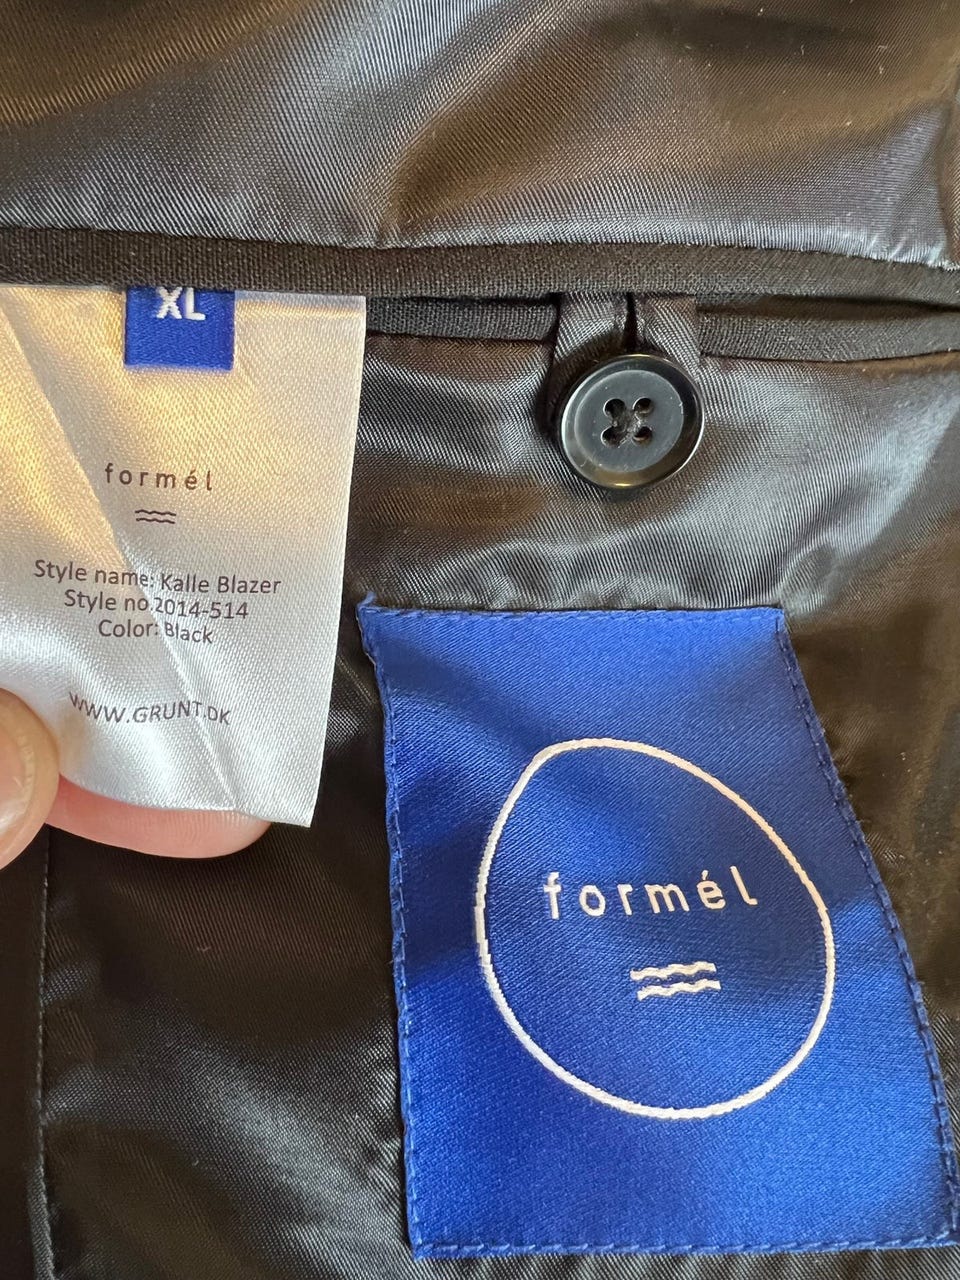 XL
formél
Style name: Kalle Blazer
Style no.2014-514
Color: Black
WWW.GRUNT.DK
formél